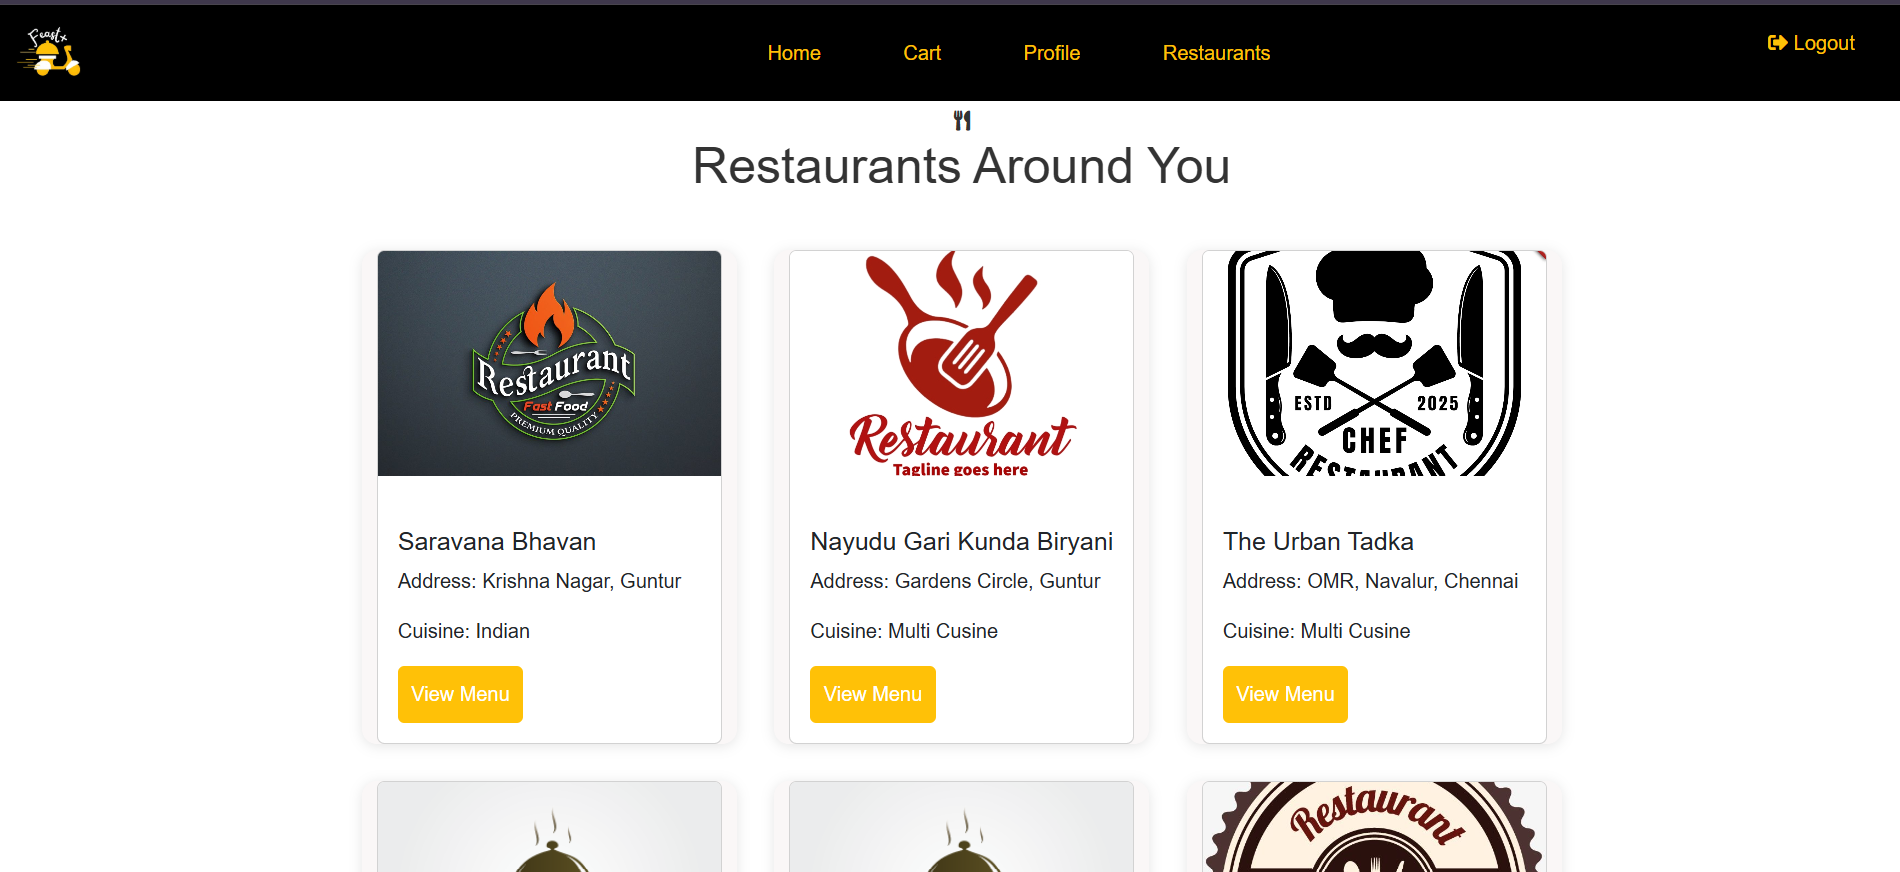 Feastx
Home
Cart
Profile
Restaurants
Logout
Restaurants Around You
Restaurant
Fast Food
PREMIUM QUALITY
Restaurant
Tagline goes here
ESTD
2025
CHEF
RESTAURANT
Saravana Bhavan
Address: Krishna Nagar, Guntur
Cuisine: Indian
View Menu
Nayudu Gari Kunda Biryani
Address: Gardens Circle, Guntur
Cuisine: Multi Cusine
View Menu
The Urban Tadka
Address: OMR, Navalur, Chennai
Cuisine: Multi Cusine
View Menu
Restaurant